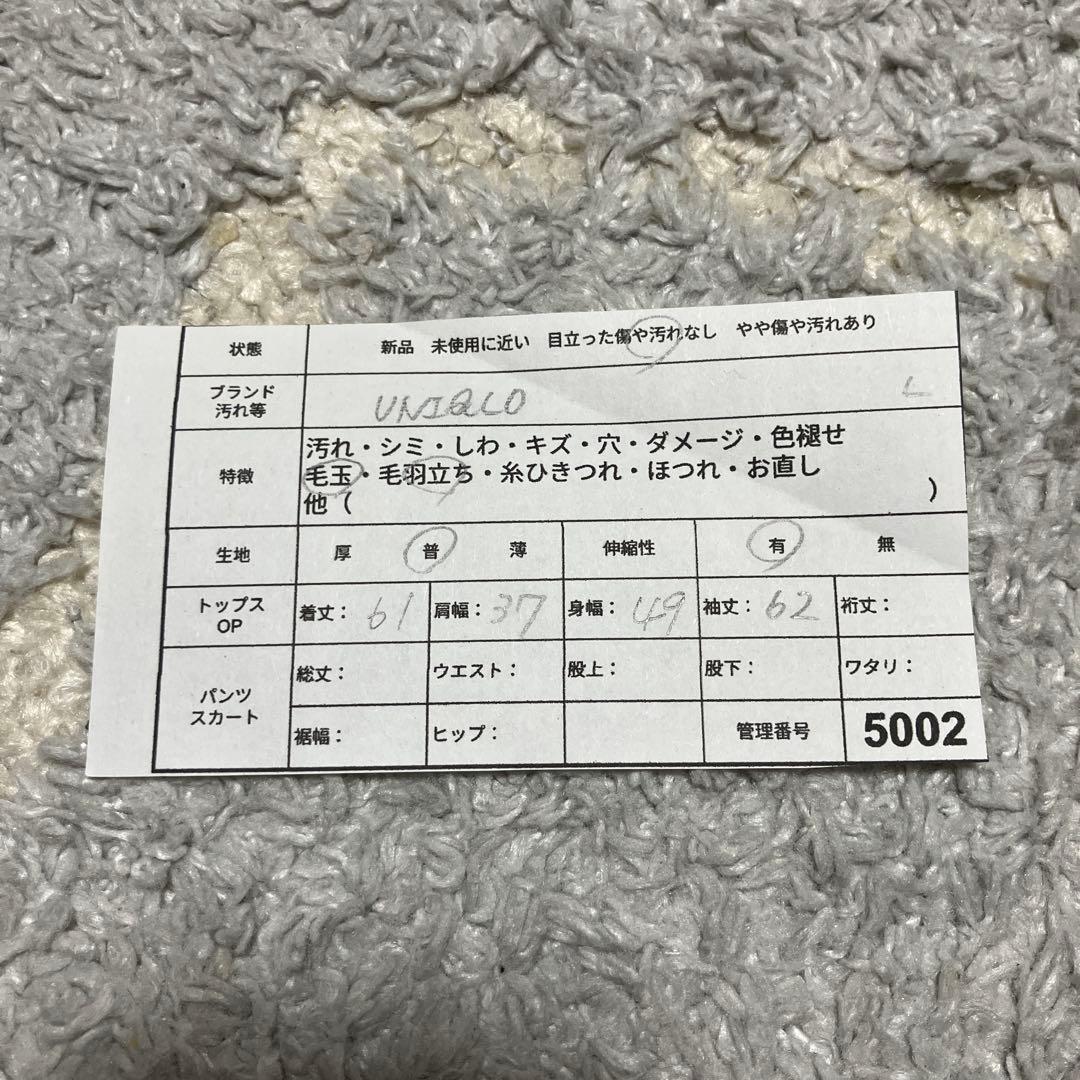 状態 新品 未使用に近い 目立った傷や汚れなし やや傷や汚れあり
ブランド
汚れ等
UNIQLO L
特徴
汚れ・シミ・しわ・キズ・穴・ダメージ・色褪せ
毛玉・毛羽立ち・糸ひきつれ・ほつれ・お直し
他（ ）
生地 厚 普 薄 伸縮性 有 無
トップス
OP
着丈： 61 肩幅： 37 身幅： 49 袖丈： 62 裄丈：
パンツ
スカート
総丈： ウエスト： 股上： 股下： ワタリ：
裾幅： ヒップ： 管理番号 5002